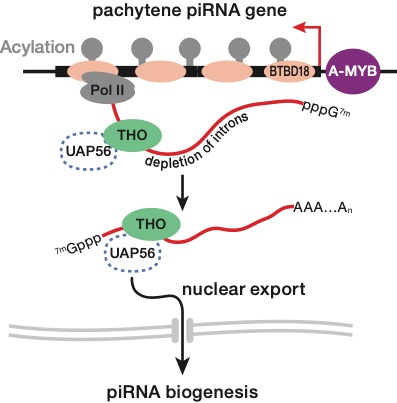 pachytene piRNA gene
Acylation
BTBD18
A-MYB
Pol II
pppG7m
THO
UAP56
depletion of introns
AAA...An
7mGppp
THO
UAP56
nuclear export
piRNA biogenesis